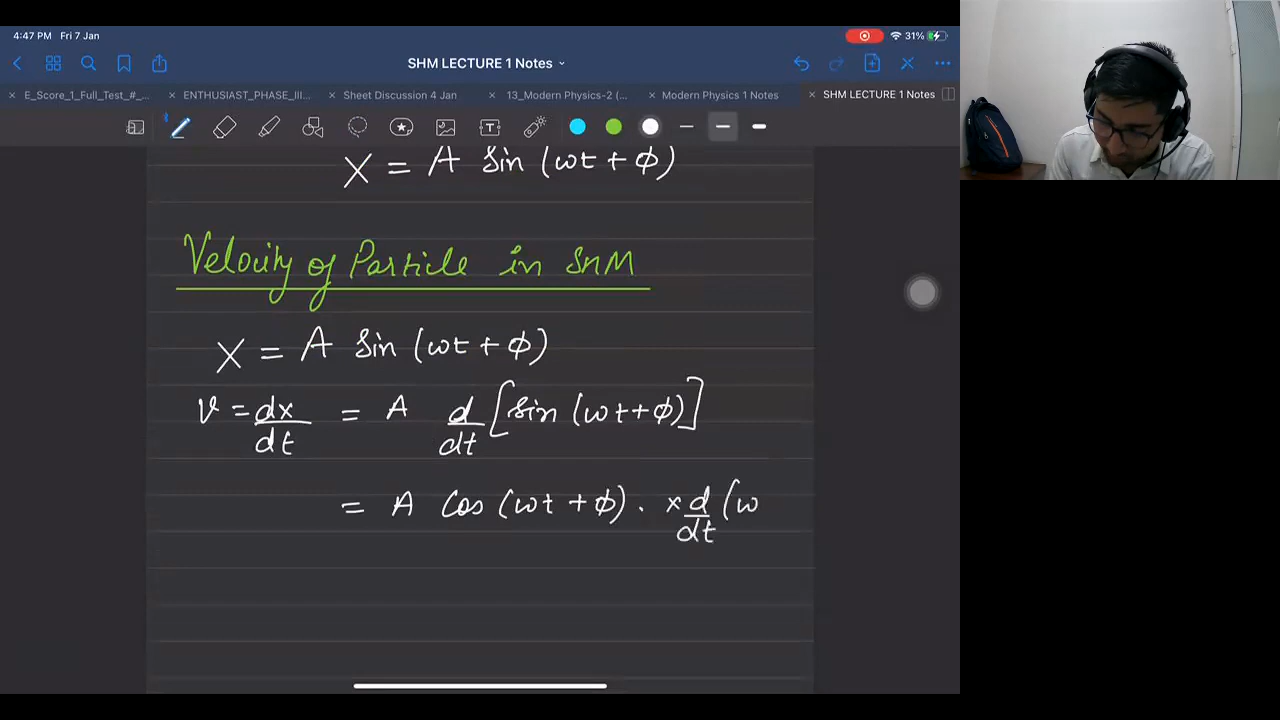 4:47 PM Fri 7 Jan
31%
SHM LECTURE 1 Notes
E_Score_1_Full_Test_#_...
ENTHUSIAST_PHASE_III...
Sheet Discussion 4 Jan
13_Modern Physics-2 (...
Modern Physics 1 Notes
SHM LECTURE 1 Notes
X = A Sin (ωt + ϕ)
Velocity of Particle in SHM
X = A Sin (ωt + ϕ)
v = dx/dt = A d/dt [Sin (ωt++ϕ)]
= A Cos (ωt + ϕ) . × d/dt (ω